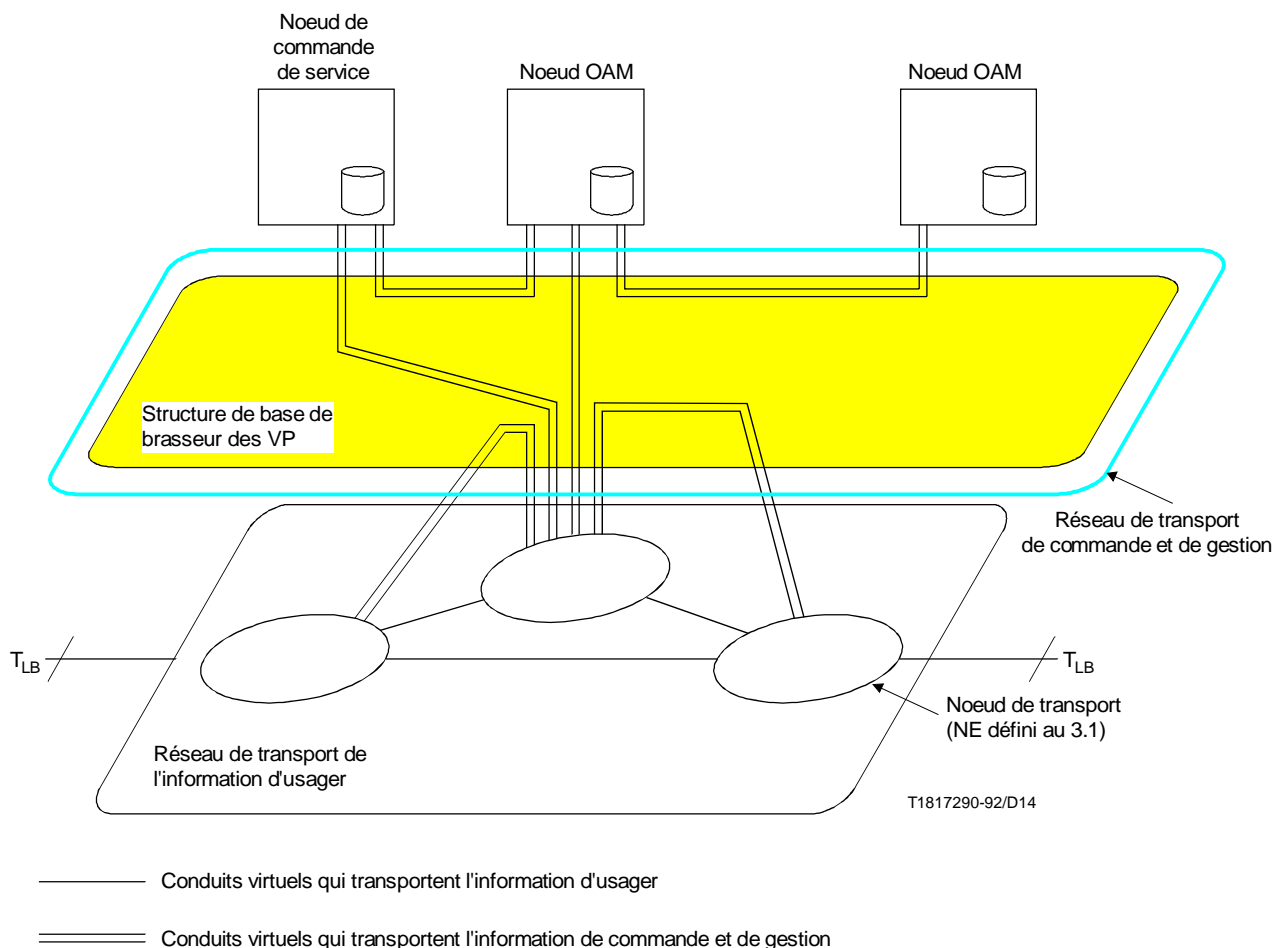 Noeud de
commande
de service
Noeud OAM
Noeud OAM
Structure de base de
brasseur des VP
Réseau de transport
de commande et de gestion
TLB
TLB
Noeud de transport
(NE défini au 3.1)
Réseau de transport de
l'information d'usager
T1817290-92/D14
Conduits virtuels qui transportent l'information d'usager
Conduits virtuels qui transportent l'information de commande et de gestion